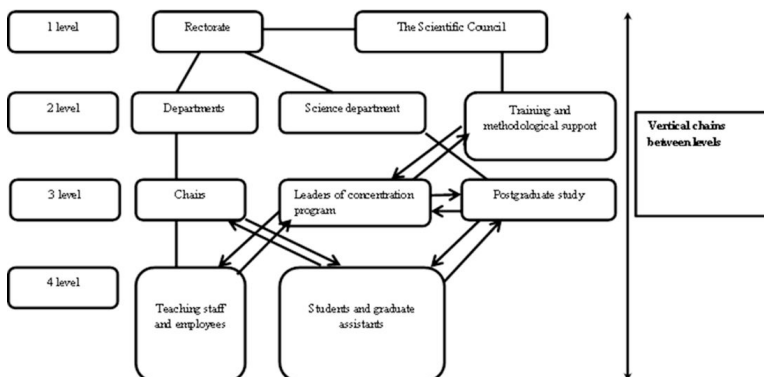 1 level
Rectorate
The Scientific Council
2 level
Departments
Science department
Training and
methodological support
Vertical chains
between levels
3 level
Chairs
Leaders of concentration
program
Postgraduate study
4 level
Teaching staff
and employees
Students and graduate
assistants